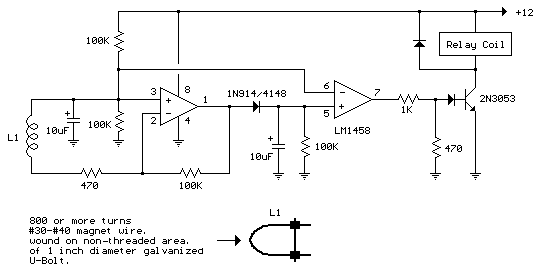 +12
Relay Coil
100K
8
1N914/4148
6
7
2N3053
3
+
1
−
−
+
2
4
5
LM1458
1K
L1
10uF
100K
10uF
100K
470
470
100K
L1
800 or more turns
#30-#40 magnet wire.
wound on non-threaded area.
of 1 inch diameter galvanized
U-Bolt.